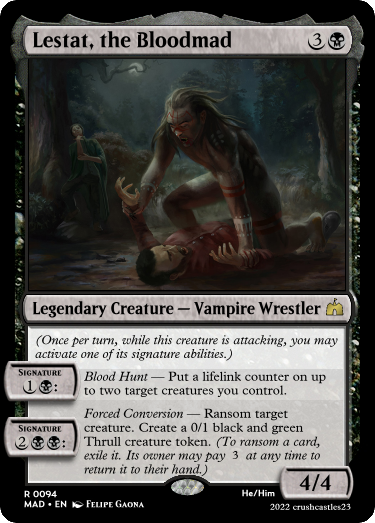 Lestat, the Bloodmad 3
Legendary Creature — Vampire Wrestler
(Once per turn, while this creature is attacking, you may
activate one of its signature abilities.)
SIGNATURE
1 :
Blood Hunt — Put a lifelink counter on up
to two target creatures you control.
SIGNATURE
2 :
Forced Conversion — Ransom target
creature. Create a 0/1 black and green
Thrull creature token. (To ransom a card,
exile it. Its owner may pay 3 at any time to
return it to their hand.)
4/4
R 0094
MAD • EN Felipe Gaona
He/Him
2022 crushcastles23